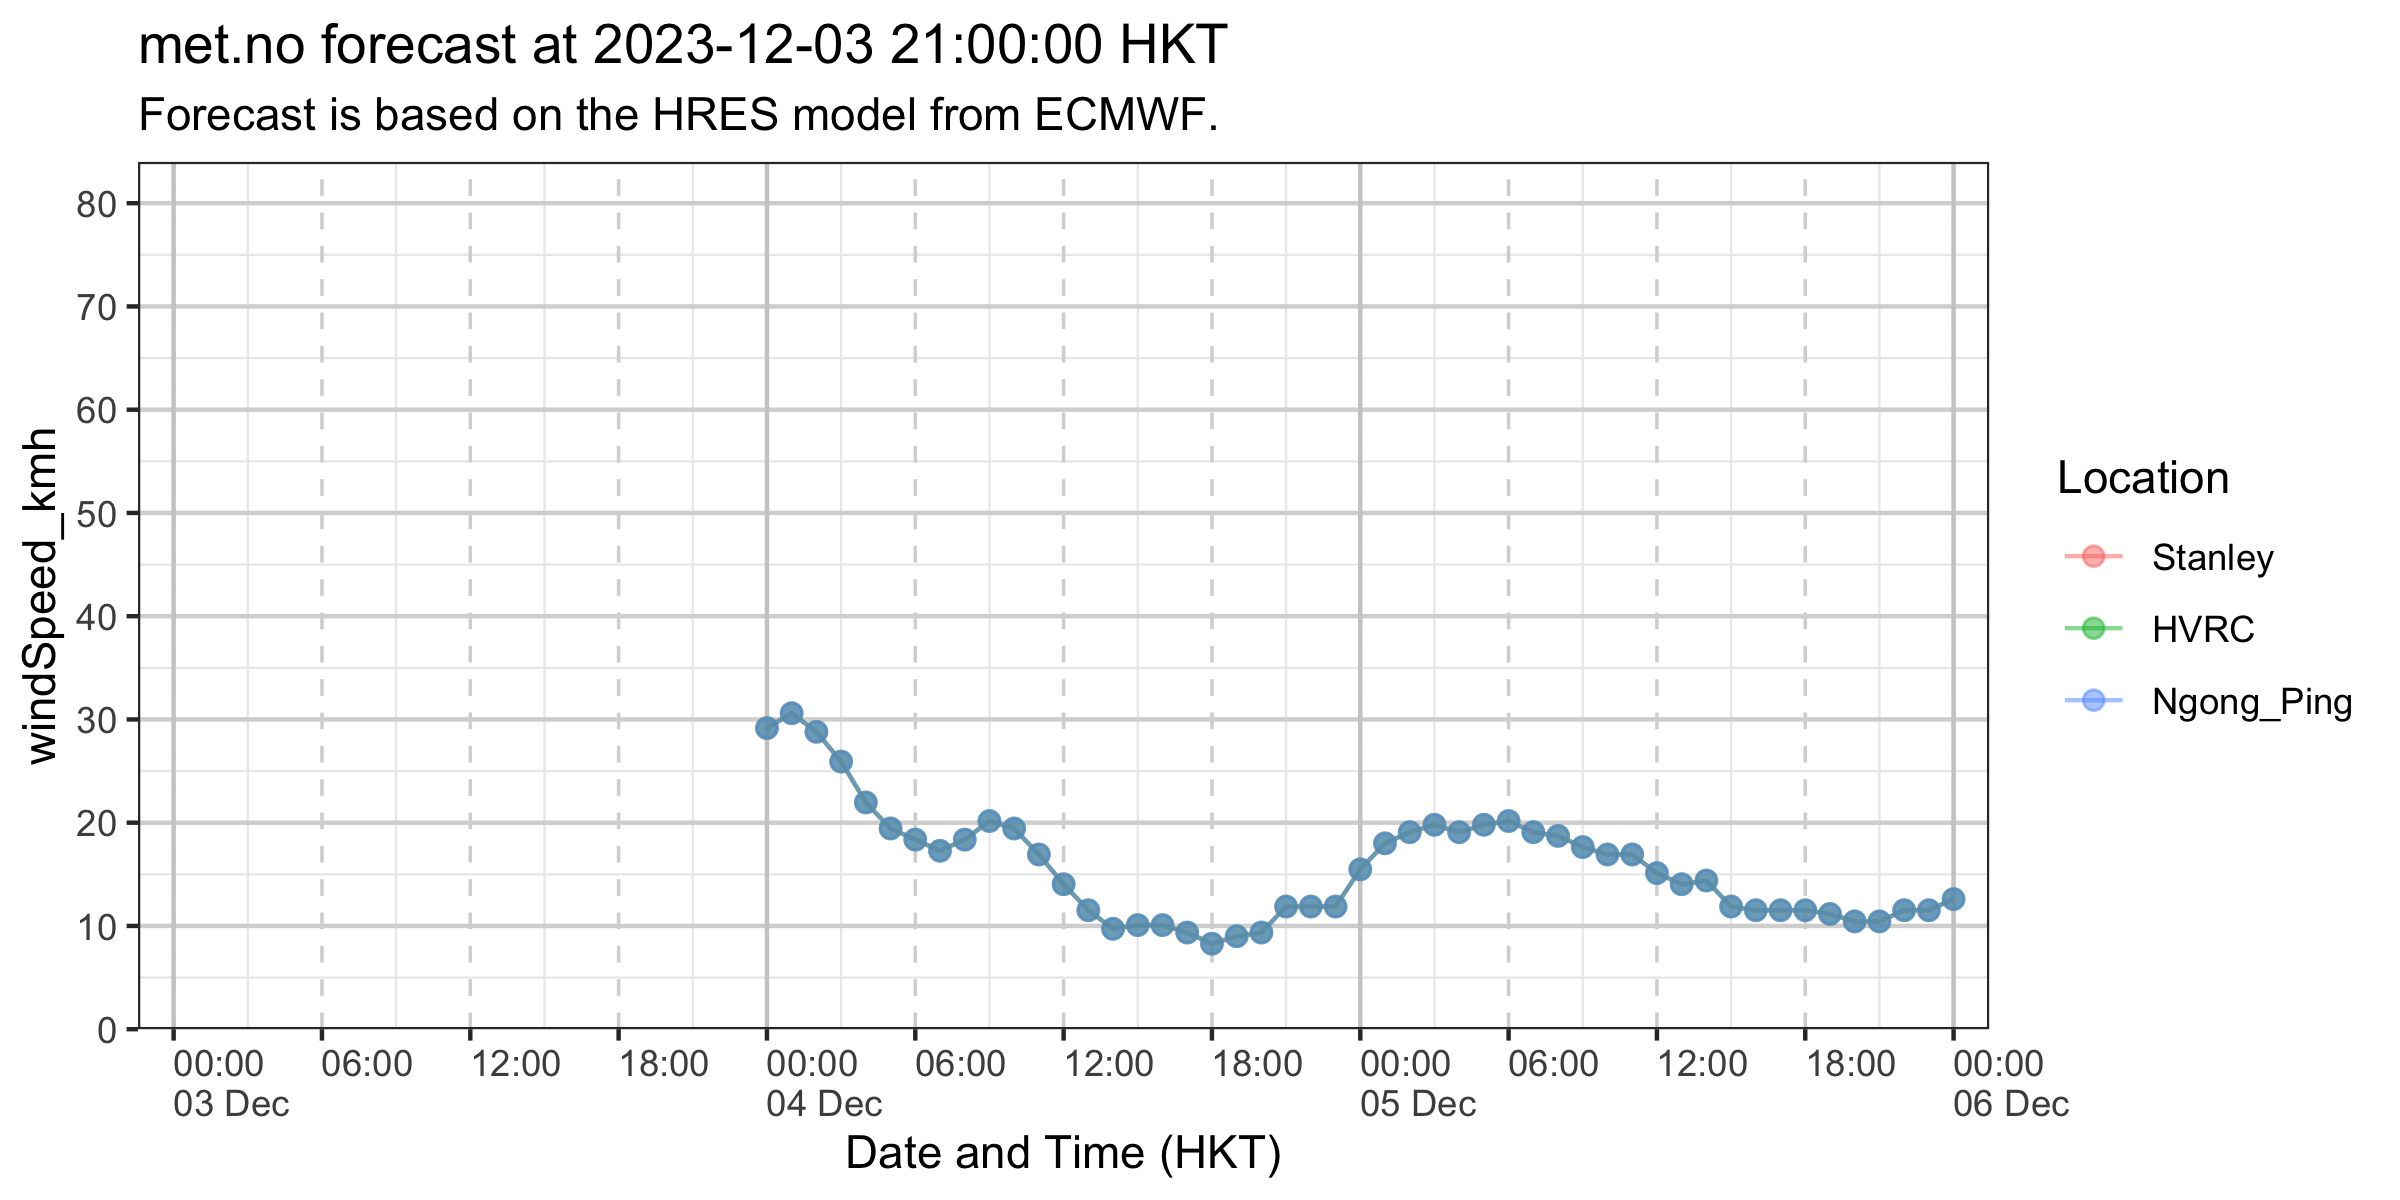 met.no forecast at 2023-12-03 21:00:00 HKT
Forecast is based on the HRES model from ECMWF.
windSpeed_kmh
80
70
60
50
40
30
20
10
0
00:00 06:00 12:00 18:00 00:00 06:00 12:00 18:00 00:00 06:00 12:00 18:00 00:00
03 Dec 04 Dec 05 Dec 06 Dec
Date and Time (HKT)
Location
Stanley
HVRC
Ngong_Ping